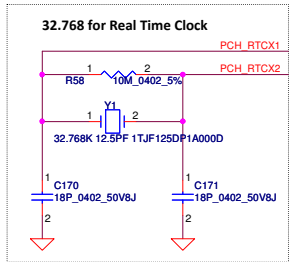 32.768 for Real Time Clock
PCH_RTCX1
1 2 PCH_RTCX2
R58 10M_0402_5%
Y1
1 2
32.768K 12.5PF 1TJF125DP1A000D
1 1
C170 C171
18P_0402_50V8J 18P_0402_50V8J
2 2